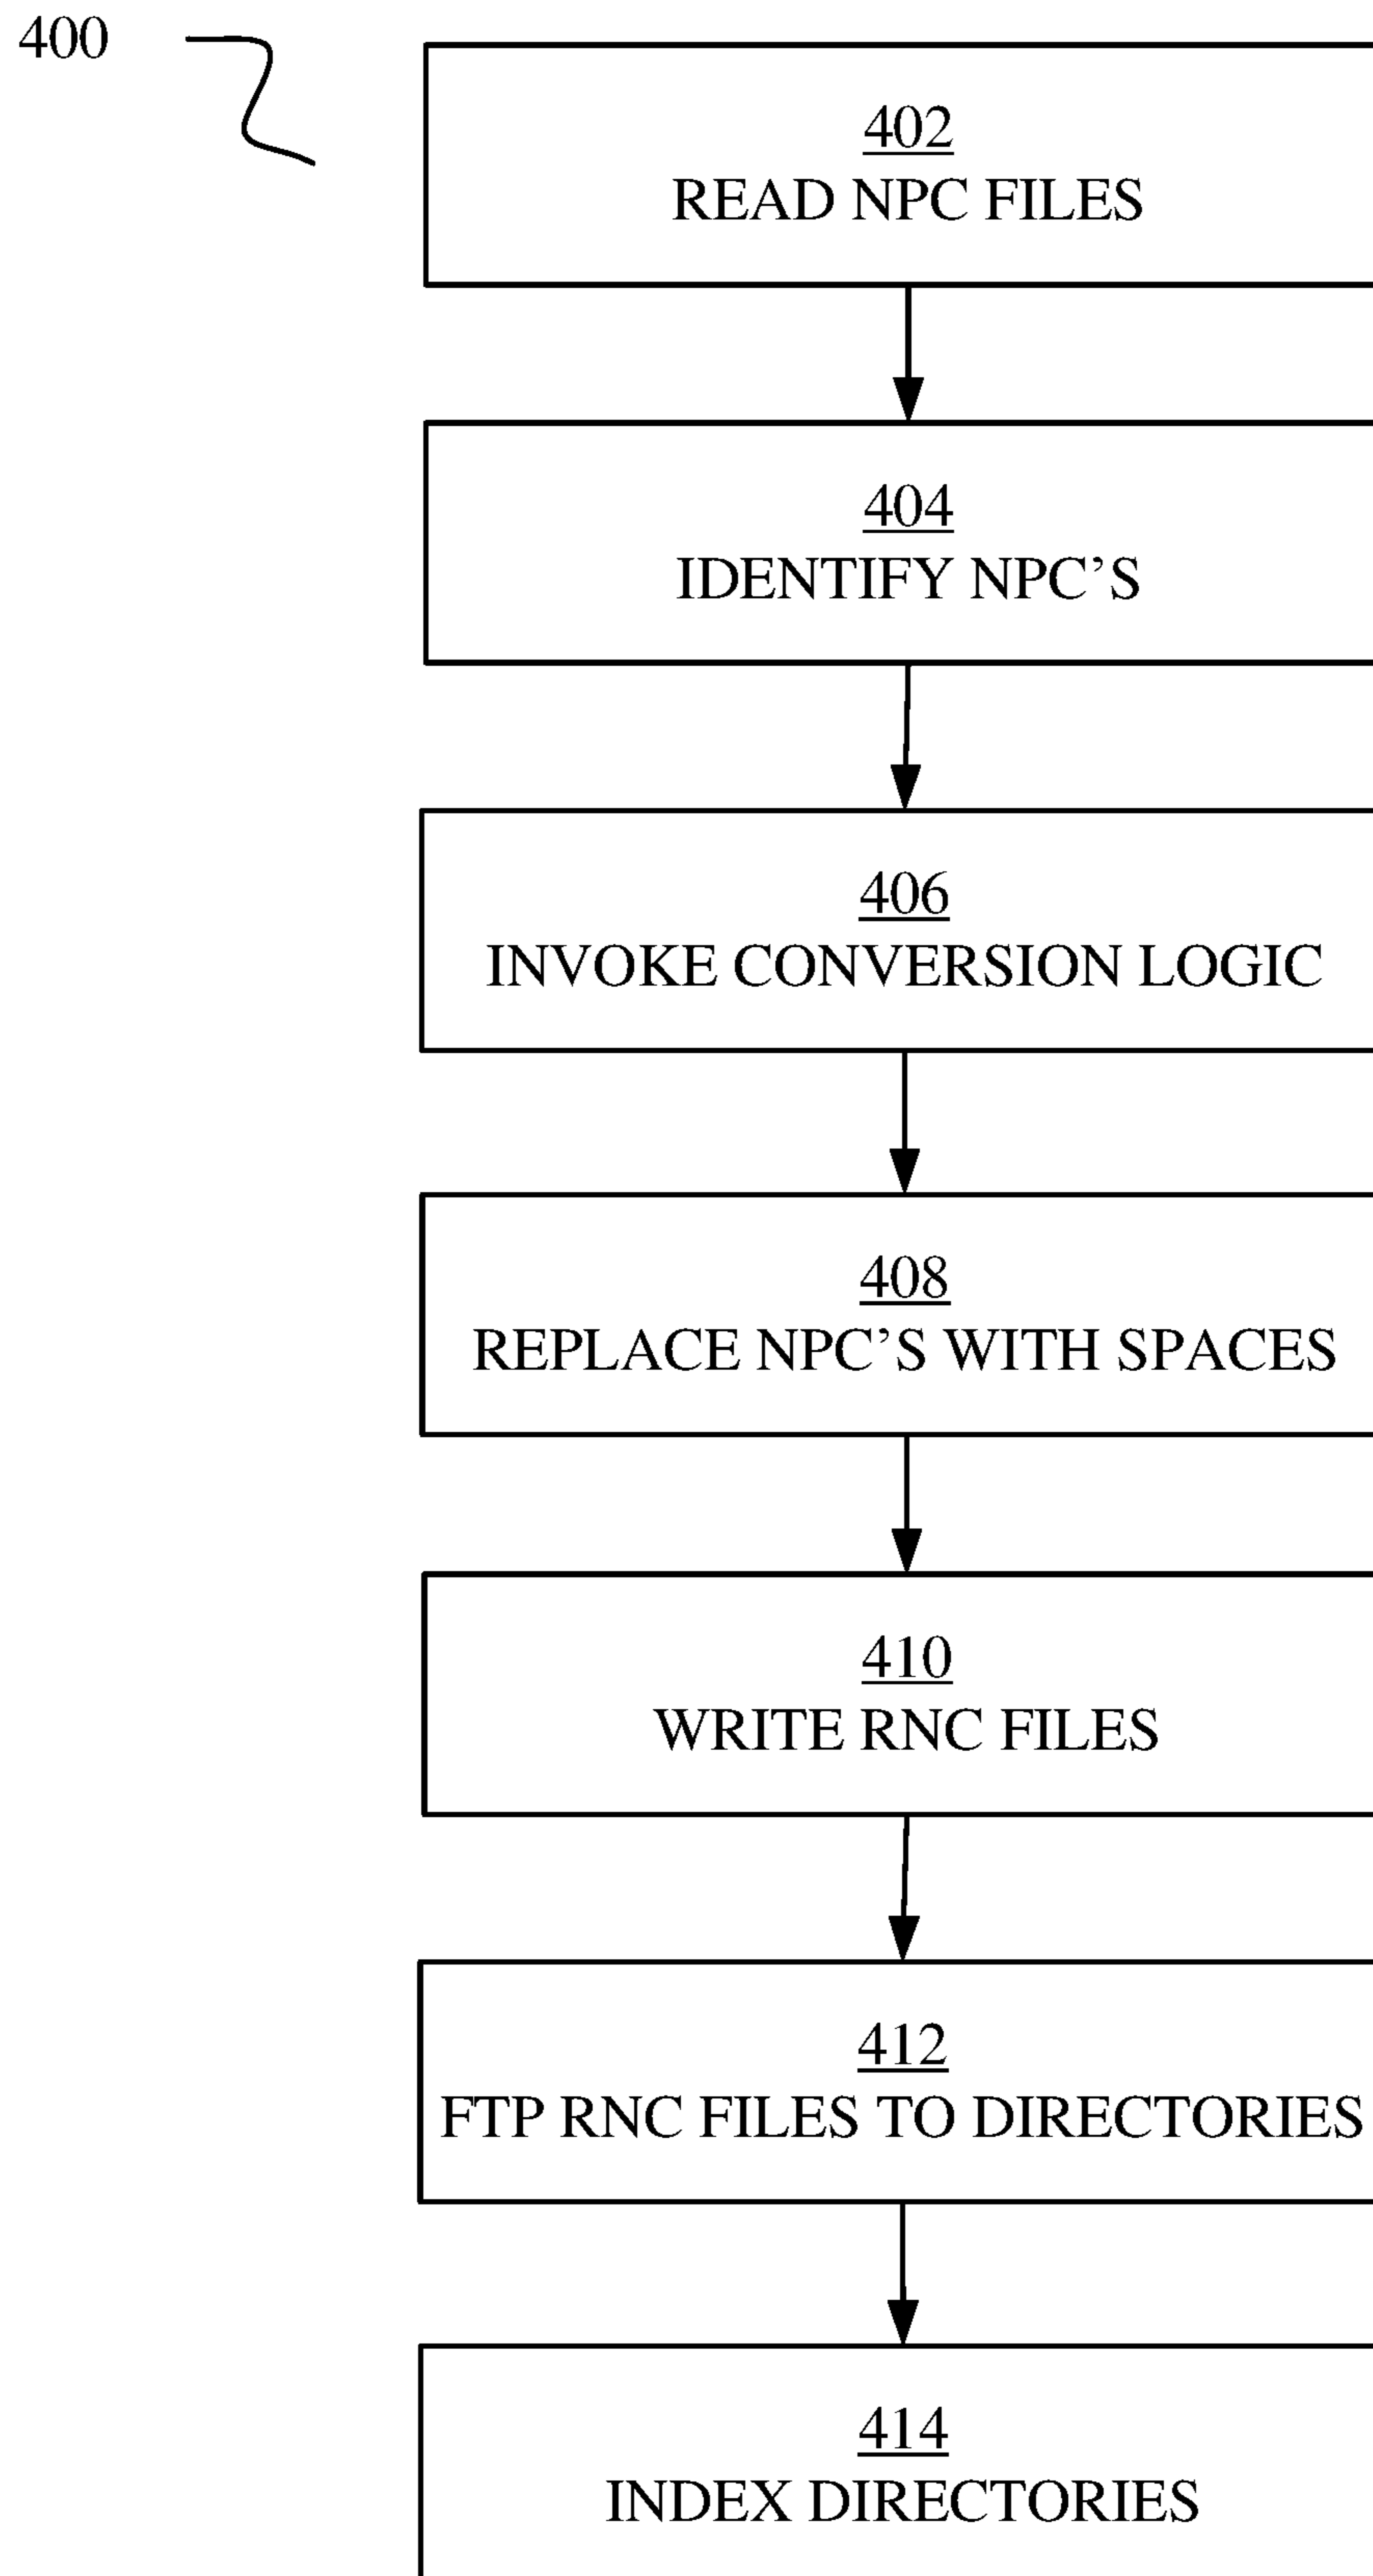 400
402
READ NPC FILES
404
IDENTIFY NPC’S
406
INVOKE CONVERSION LOGIC
408
REPLACE NPC’S WITH SPACES
410
WRITE RNC FILES
412
FTP RNC FILES TO DIRECTORIES
414
INDEX DIRECTORIES